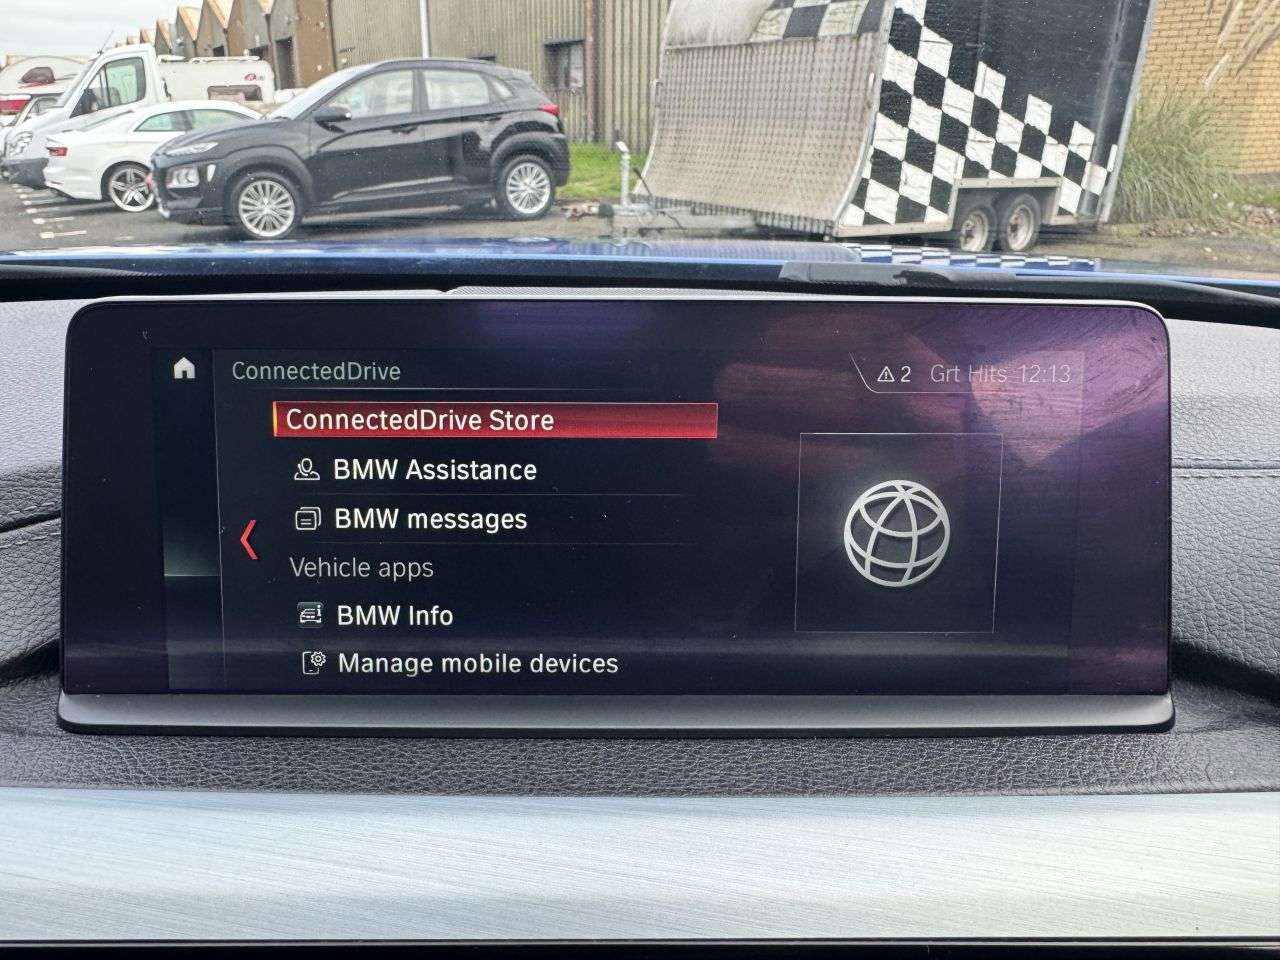 ConnectedDrive
2 Grt Hits 12:13
ConnectedDrive Store
BMW Assistance
BMW messages
Vehicle apps
BMW Info
Manage mobile devices